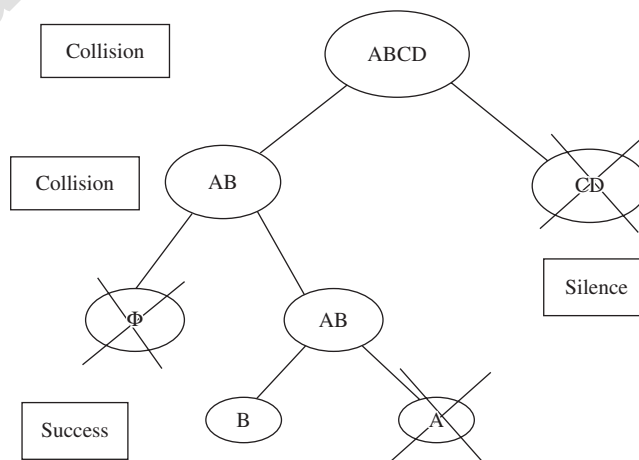 Collision
ABCD
Collision
AB
CD
Φ
AB
Silence
Success
B
A